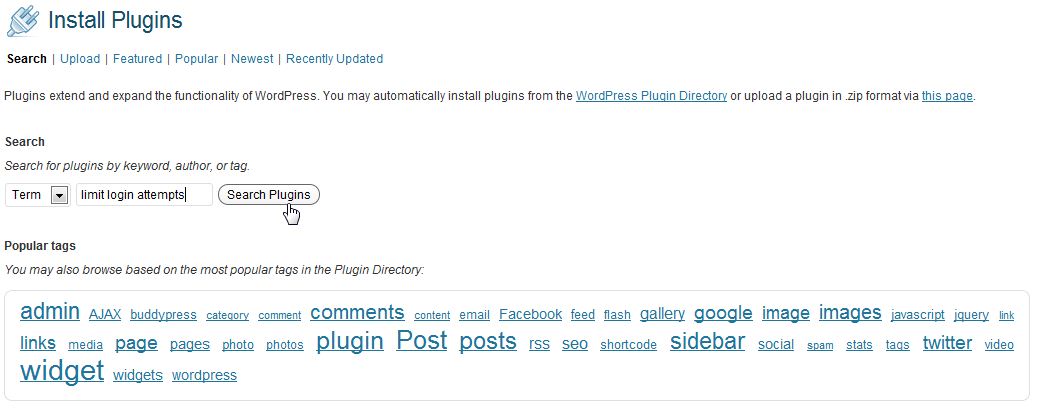 Install Plugins
Search | Upload | Featured | Popular | Newest | Recently Updated
Plugins extend and expand the functionality of WordPress. You may automatically install plugins from the WordPress Plugin Directory or upload a plugin in .zip format via this page.
Search
Search for plugins by keyword, author, or tag.
Term limit login attempts Search Plugins
Popular tags
You may also browse based on the most popular tags in the Plugin Directory:
admin AJAX buddypress category comment comments content email Facebook feed flash gallery google image images javascript jquery link
links media page pages photo photos plugin Post posts rss seo shortcode sidebar social spam stats tags twitter video
widget widgets wordpress